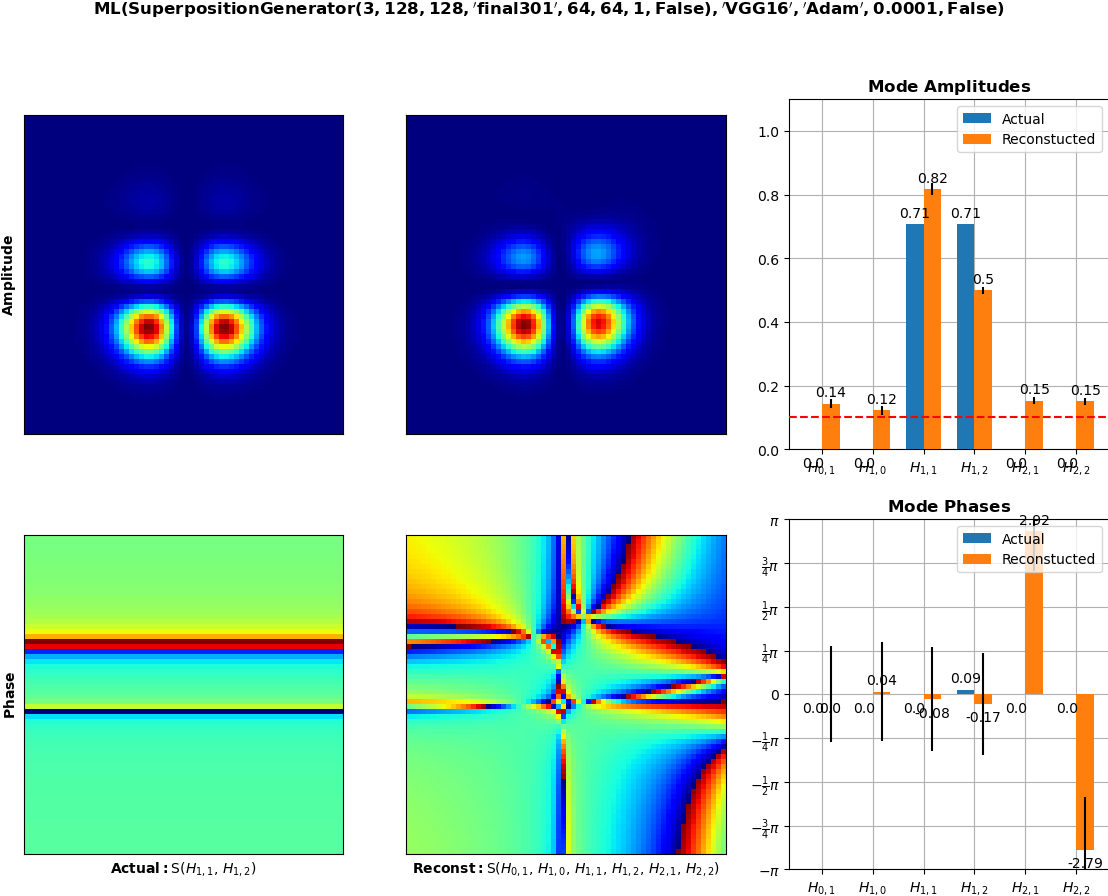 ML(SuperpositionGenerator(3, 128, 128, 'final301', 64, 64, 1, False), 'VGG16', 'Adam', 0.0001, False)
Amplitude
Mode Amplitudes
Actual
Reconstucted
1.0
0.8
0.6
0.4
0.2
0.0
0.0 0.14
0.0 0.12
0.71 0.82
0.71 0.5
0.0 0.15
0.0 0.15
H0,1 H1,0 H1,1 H1,2 H2,1 H2,2
Phase
Actual: S(H1,1, H1,2)
Reconst: S(H0,1, H1,0, H1,1, H1,2, H2,1, H2,2)
Mode Phases
Actual
Reconstucted
π
3/4π
1/2π
1/4π
0
−1/4π
−1/2π
−3/4π
−π
0.0 0.0
0.0 0.04
0.0 -0.08
0.09 -0.17
0.0 2.92
0.0 -2.79
H0,1 H1,0 H1,1 H1,2 H2,1 H2,2